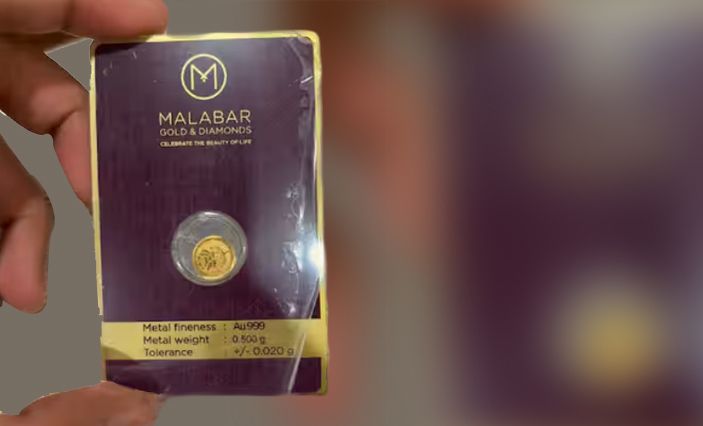 MALABAR
GOLD & DIAMONDS
CELEBRATE THE BEAUTY OF LIFE
Metal fineness : Au999
Metal weight : 0.500 g
Tolerance : +/- 0.020 g